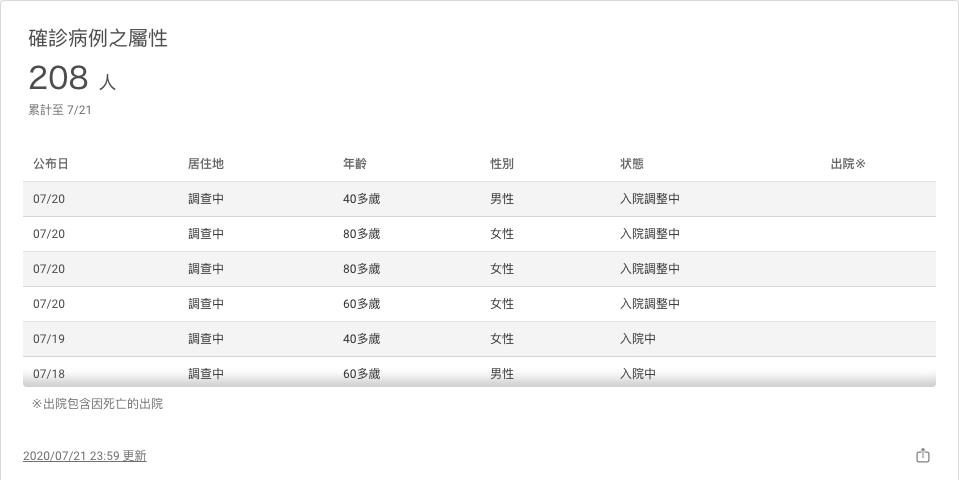 確診病例之屬性
208 人
累計至 7/21
公布日 居住地 年齡 性別 狀態 出院※
07/20 調查中 40多歲 男性 入院調整中
07/20 調查中 80多歲 女性 入院調整中
07/20 調查中 80多歲 女性 入院調整中
07/20 調查中 60多歲 女性 入院調整中
07/19 調查中 40多歲 女性 入院中
07/18 調查中 60多歲 男性 入院中
※出院包含因死亡的出院
2020/07/21 23:59 更新